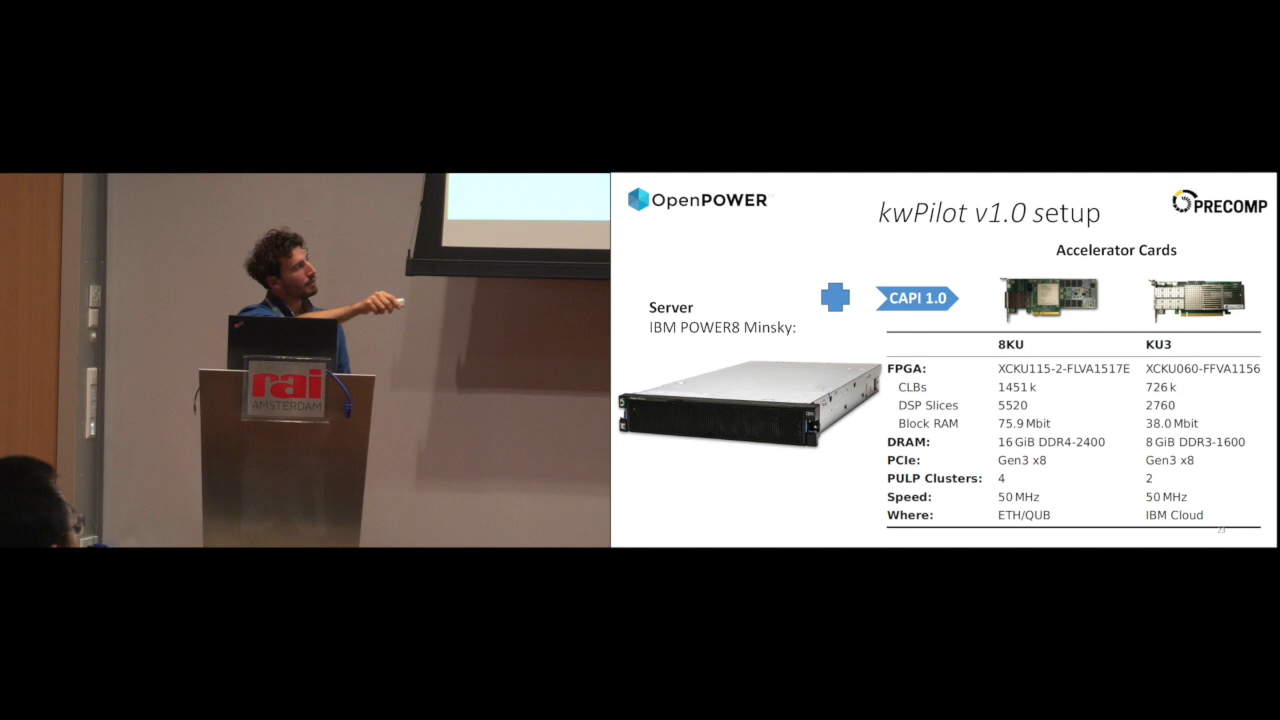 rai
AMSTERDAM
OpenPOWER
kwPilot v1.0 setup
PRECOMP
Accelerator Cards
CAPI 1.0
Server
IBM POWER8 Minsky:
8KU KU3
FPGA: XCKU115-2-FLVA1517E XCKU060-FFVA1156
CLBs 1451 k 726 k
DSP Slices 5520 2760
Block RAM 75.9 Mbit 38.0 Mbit
DRAM: 16 GiB DDR4-2400 8 GiB DDR3-1600
PCIe: Gen3 x8 Gen3 x8
PULP Clusters: 4 2
Speed: 50 MHz 50 MHz
Where: ETH/QUB IBM Cloud
23